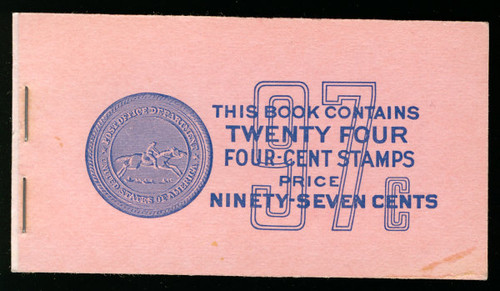 POST OFFICE DEPARTMENT
UNITED STATES OF AMERICA
97c
THIS BOOK CONTAINS
TWENTY FOUR
FOUR-CENT STAMPS
PRICE
NINETY-SEVEN CENTS